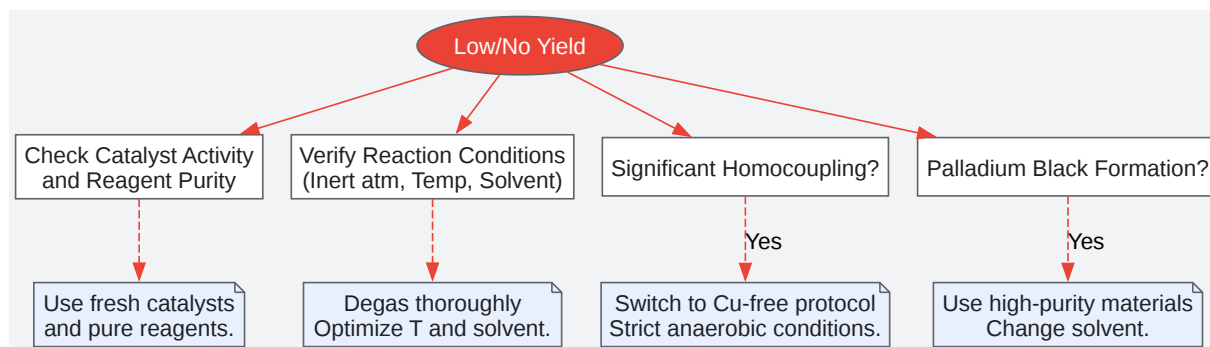 Low/No Yield
Check Catalyst Activity
and Reagent Purity
Verify Reaction Conditions
(Inert atm, Temp, Solvent)
Significant Homocoupling?
Palladium Black Formation?
Yes
Yes
Use fresh catalysts
and pure reagents.
Degas thoroughly
Optimize T and solvent.
Switch to Cu-free protocol
Strict anaerobic conditions.
Use high-purity materials
Change solvent.